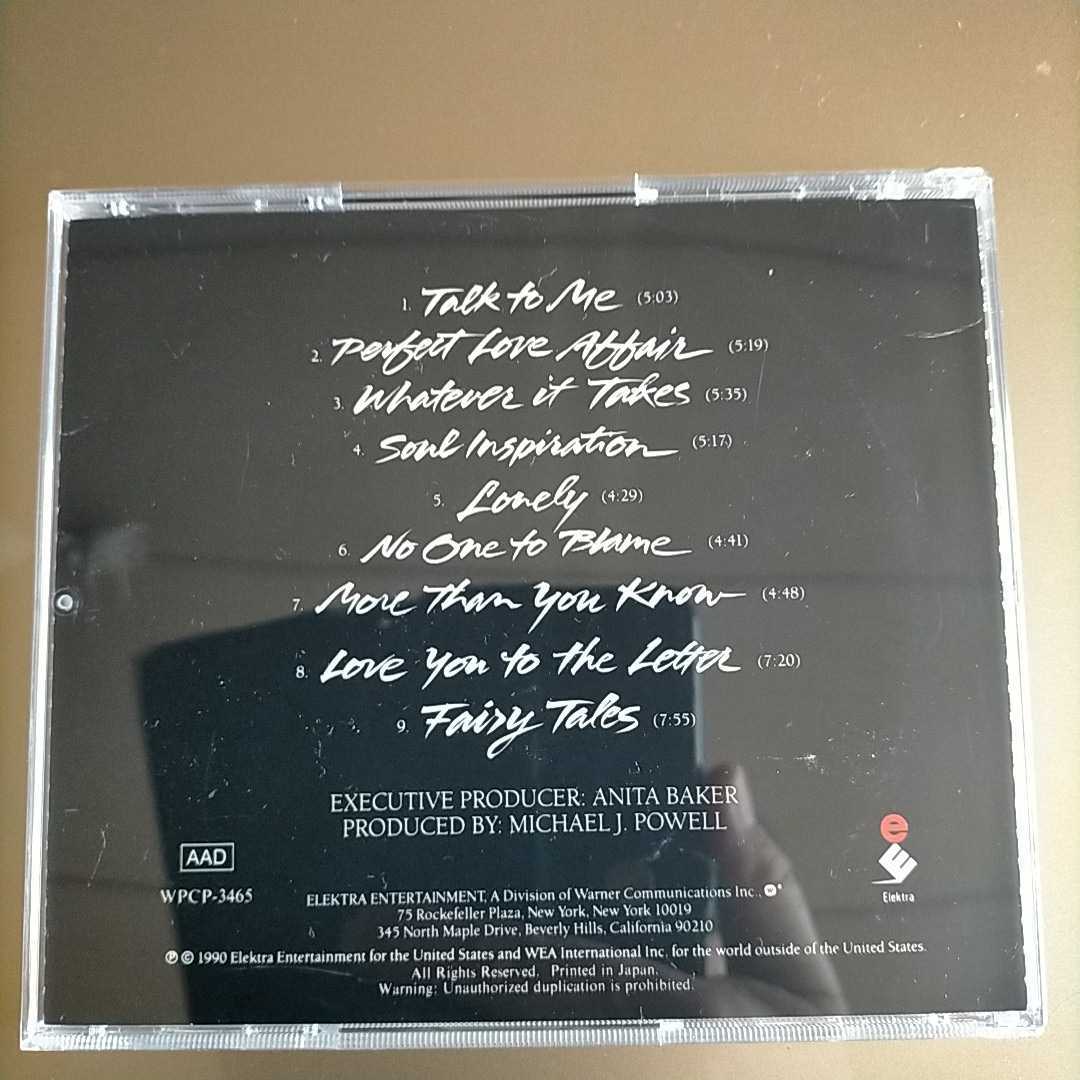 1. Talk to Me (5:03)
2. Perfect Love Affair (5:19)
3. Whatever it Takes (5:35)
4. Soul Inspiration (5:17)
5. Lonely (4:29)
6. No One to Blame (4:41)
7. More Than You Know (4:48)
8. Love You to the Letter (7:20)
9. Fairy Tales (7:55)
EXECUTIVE PRODUCER: ANITA BAKER
PRODUCED BY: MICHAEL J. POWELL
AAD
WPCP-3465
e
E
Elektra
ELEKTRA ENTERTAINMENT, A Division of Warner Communications Inc.
75 Rockefeller Plaza, New York, New York 10019
345 North Maple Drive, Beverly Hills, California 90210
℗ © 1990 Elektra Entertainment for the United States and WEA International Inc. for the world outside of the United States.
All Rights Reserved. Printed in Japan.
Warning: Unauthorized duplication is prohibited.